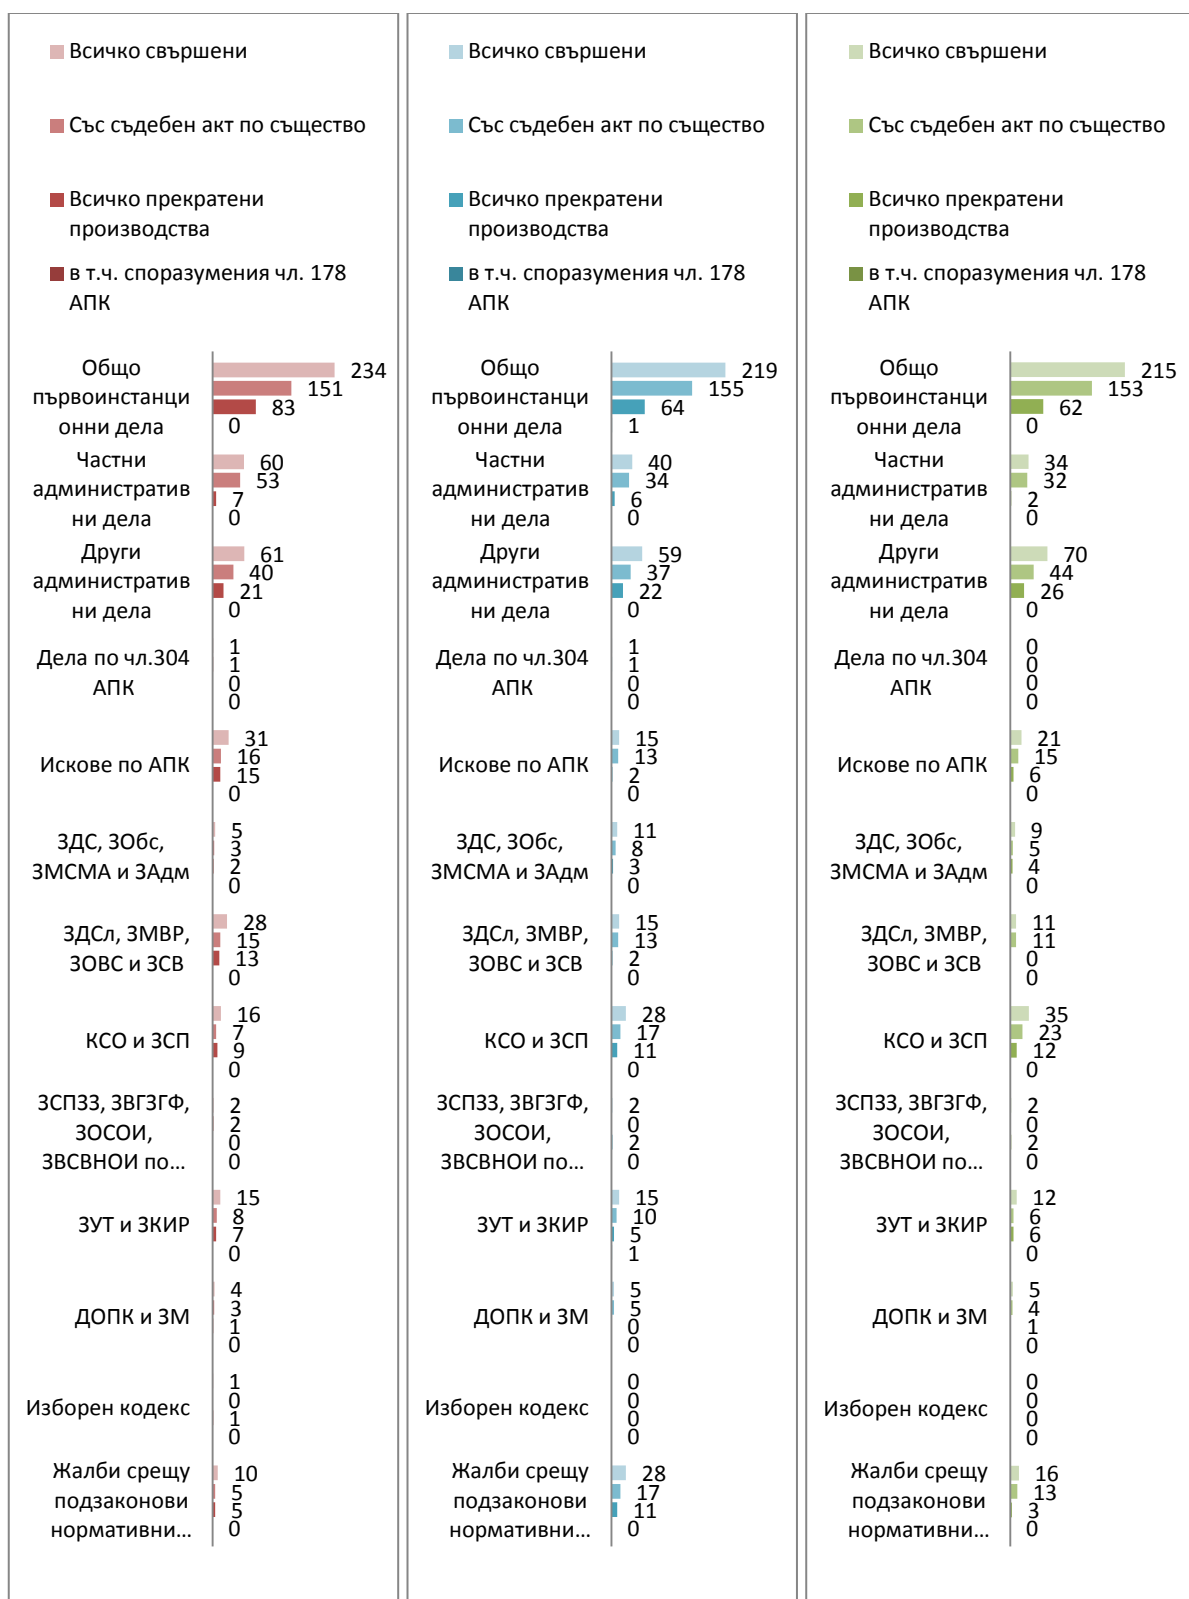 Всичко свършени
Със съдебен акт по същество
Всичко прекратени
производства
в т.ч. споразумения чл. 178
АПК
Общо
първоинстанци
онни дела
234
151
83
0
Частни
административ
ни дела
60
53
7
0
Други
административ
ни дела
61
40
21
0
Дела по чл.304
АПК
1
1
0
0
Искове по АПК
31
16
15
0
ЗДС, ЗОбс,
ЗМСМА и ЗАдм
5
3
2
0
ЗДСл, ЗМВР,
ЗОВС и ЗСВ
28
15
13
0
КСО и ЗСП
16
7
9
0
ЗСПЗЗ, ЗВГЗГФ,
ЗОСОИ,
ЗВСВНОИ по...
2
2
0
0
ЗУТ и ЗКИР
15
8
7
0
ДОПК и ЗМ
4
3
1
0
Изборен кодекс
1
0
1
0
Жалби срещу
подзаконови
нормативни...
10
5
5
0
Всичко свършени
Със съдебен акт по същество
Всичко прекратени
производства
в т.ч. споразумения чл. 178
АПК
Общо
първоинстанци
онни дела
219
155
64
1
Частни
административ
ни дела
40
34
6
0
Други
административ
ни дела
59
37
22
0
Дела по чл.304
АПК
1
1
0
0
Искове по АПК
15
13
2
0
ЗДС, ЗОбс,
ЗМСМА и ЗАдм
11
8
3
0
ЗДСл, ЗМВР,
ЗОВС и ЗСВ
15
13
2
0
КСО и ЗСП
28
17
11
0
ЗСПЗЗ, ЗВГЗГФ,
ЗОСОИ,
ЗВСВНОИ по...
2
0
2
0
ЗУТ и ЗКИР
15
10
5
1
ДОПК и ЗМ
5
5
0
0
Изборен кодекс
0
0
0
0
Жалби срещу
подзаконови
нормативни...
28
17
11
0
Всичко свършени
Със съдебен акт по същество
Всичко прекратени
производства
в т.ч. споразумения чл. 178
АПК
Общо
първоинстанци
онни дела
215
153
62
0
Частни
административ
ни дела
34
32
2
0
Други
административ
ни дела
70
44
26
0
Дела по чл.304
АПК
0
0
0
0
Искове по АПК
21
15
6
0
ЗДС, ЗОбс,
ЗМСМА и ЗАдм
9
5
4
0
ЗДСл, ЗМВР,
ЗОВС и ЗСВ
11
11
0
0
КСО и ЗСП
35
23
12
0
ЗСПЗЗ, ЗВГЗГФ,
ЗОСОИ,
ЗВСВНОИ по...
2
0
2
0
ЗУТ и ЗКИР
12
6
6
0
ДОПК и ЗМ
5
4
1
0
Изборен кодекс
0
0
0
0
Жалби срещу
подзаконови
нормативни...
16
13
3
0